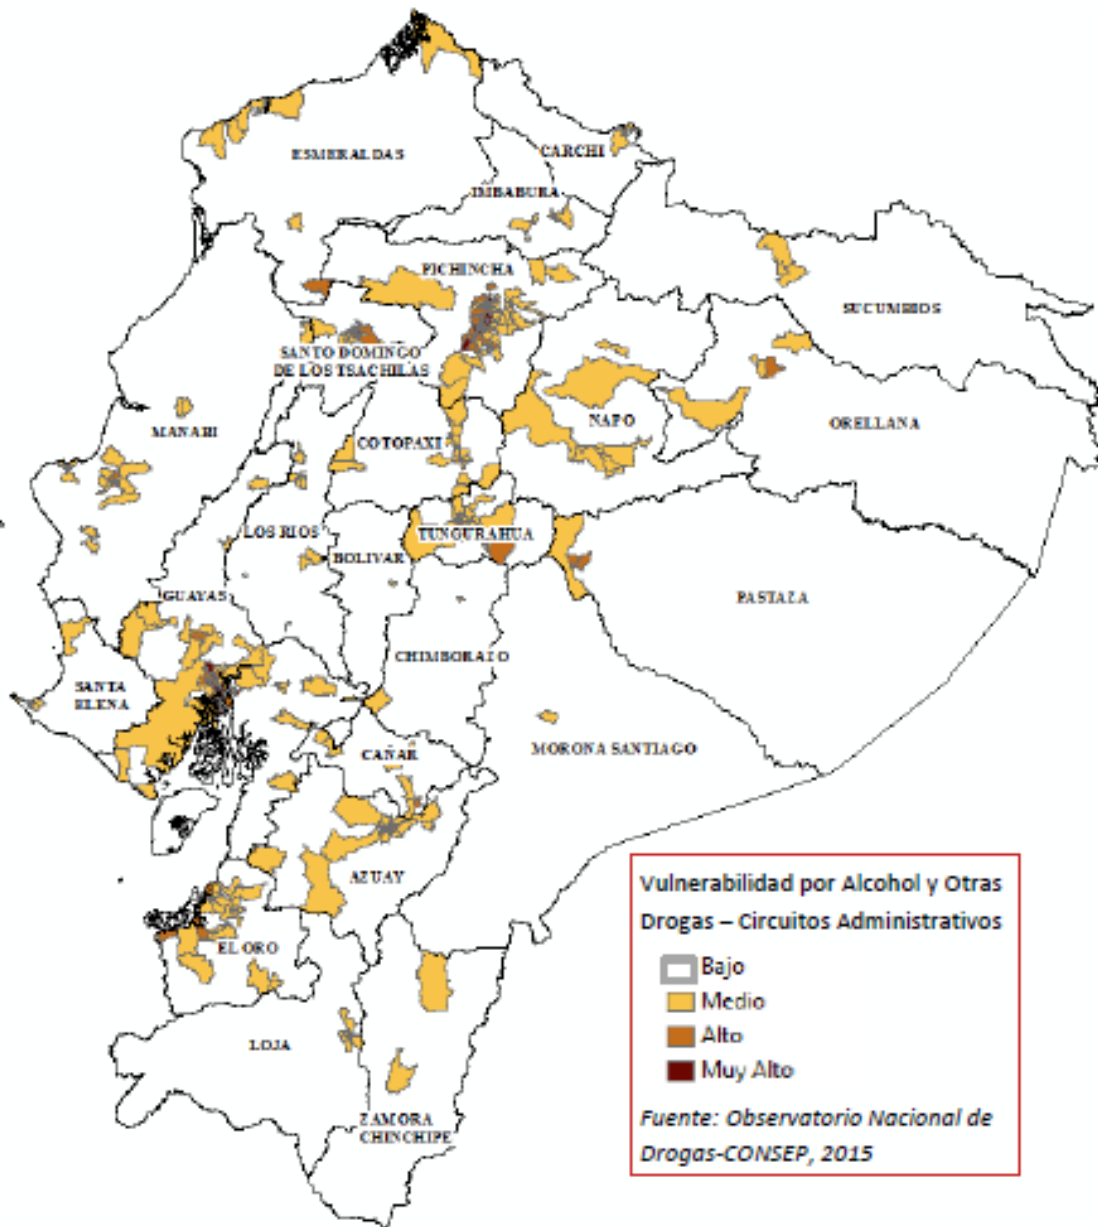 ESMERALDAS
CARCHI
IMBABURA
PICHINCHA
SUCUMBIOS
SANTO DOMINGO
DE LOS TSACHILAS
MANABI
COTOPAXI
NAPO
ORELLANA
LOS RIOS
TUNGURAHUA
BOLIVAR
GUAYAS
PASTAZA
CHIMBORAZO
SANTA
ELENA
MORONA SANTIAGO
CAÑAR
AZUAY
EL ORO
LOJA
ZAMORA
CHINCHIPE
Vulnerabilidad por Alcohol y Otras
Drogas – Circuitos Administrativos
Bajo
Medio
Alto
Muy Alto
Fuente: Observatorio Nacional de
Drogas-CONSEP, 2015